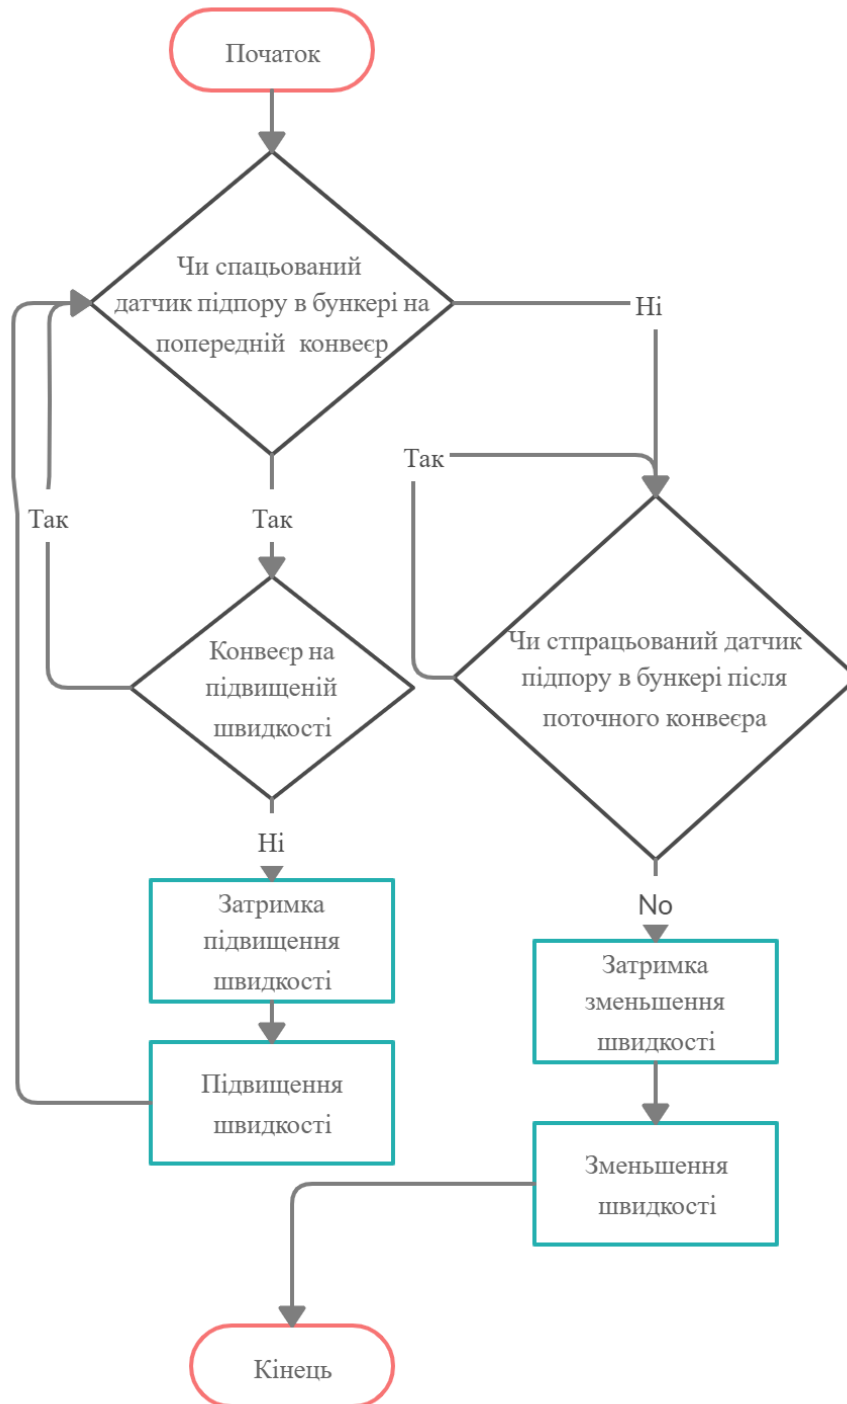 Початок
Чи спацьований
датчик підпору в бункері на
попередній конвеєр
Ні
Так
Так
Так
Конвеєр на
підвищеній
швидкості
Чи стпрацьований датчик
підпору в бункері після
поточного конвеєра
Ні
No
Затримка
підвищення
швидкості
Затримка
зменьшення
швидкості
Підвищення
швидкості
Зменьшення
швидкості
Кінець